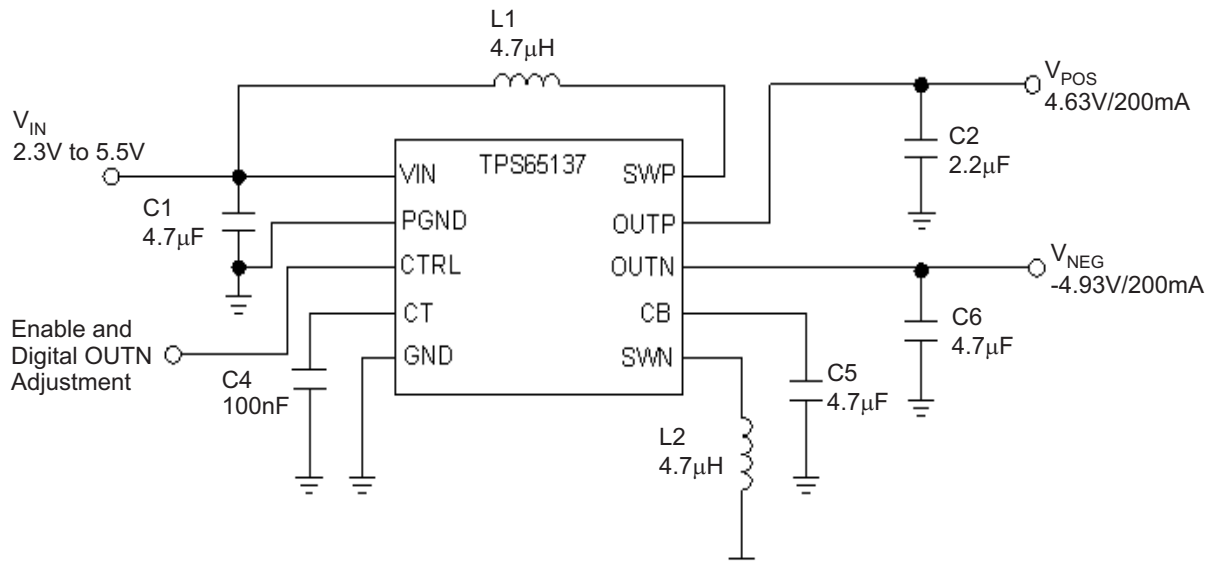 L1
4.7μH
V_POS
4.63V/200mA
V_IN
2.3V to 5.5V
C2
2.2μF
TPS65137
VIN
SWP
C1
4.7μF
PGND
OUTP
CTRL
OUTN
V_NEG
-4.93V/200mA
CT
CB
C6
4.7μF
Enable and
Digital OUTN
Adjustment
GND
SWN
C4
100nF
C5
4.7μF
L2
4.7μH